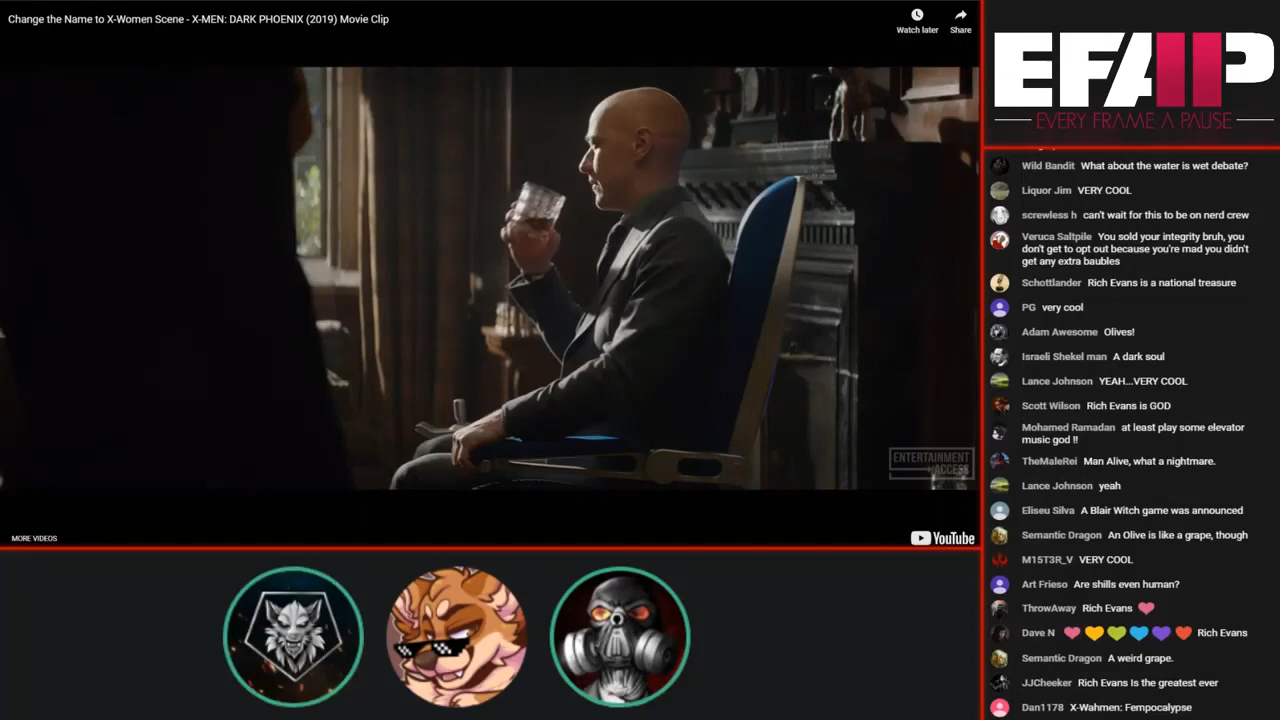 Change the Name to X-Women Scene - X-MEN: DARK PHOENIX (2019) Movie Clip
Watch later
Share
ENTERTAINMENT
ACCESS
MORE VIDEOS
YouTube
EFAP
EVERY FRAME A PAUSE
Wild Bandit What about the water is wet debate?
Liquor Jim VERY COOL
screwless h can't wait for this to be on nerd crew
Veruca Saltpile You sold your integrity bruh, you
don't get to opt out because you're mad you didn't
get any extra baubles
Schottlander Rich Evans is a national treasure
PG very cool
Adam Awesome Olives!
Israeli Shekel man A dark soul
Lance Johnson YEAH...VERY COOL
Scott Wilson Rich Evans is GOD
Mohamed Ramadan at least play some elevator
music god !!
TheMaleRei Man Alive, what a nightmare.
Lance Johnson yeah
Eliseu Silva A Blair Witch game was announced
Semantic Dragon An Olive is like a grape, though
M15T3R_V VERY COOL
Art Frieso Are shills even human?
ThrowAway Rich Evans
Dave N Rich Evans
Semantic Dragon A weird grape.
JJCheeker Rich Evans Is the greatest ever
Dan1178 X-Wahmen: Fempocalypse